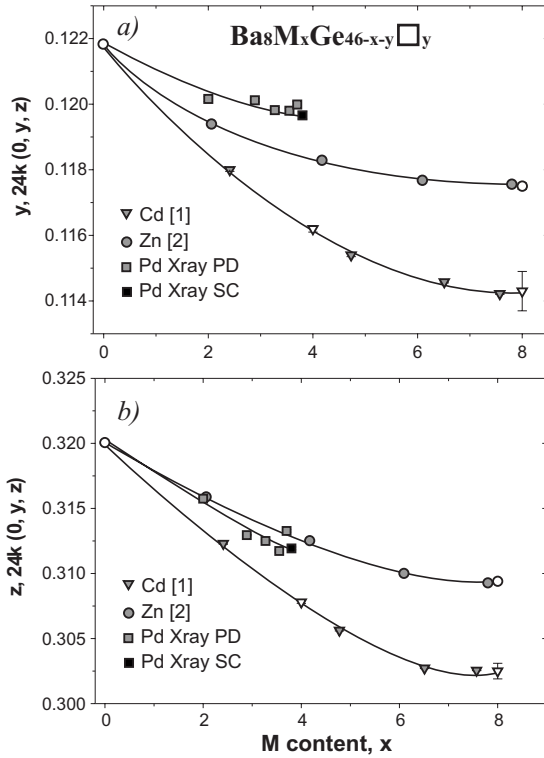 a)
Ba₈MₓGe₄₆₋ₓ₋ᵧ□ᵧ
0.122
0.120
0.118
0.116
0.114
y, 24k (0, y, z)
Cd [1]
Zn [2]
Pd Xray PD
Pd Xray SC
0 2 4 6 8
b)
0.325
0.320
0.315
0.310
0.305
0.300
z, 24k (0, y, z)
Cd [1]
Zn [2]
Pd Xray PD
Pd Xray SC
0 2 4 6 8
M content, x